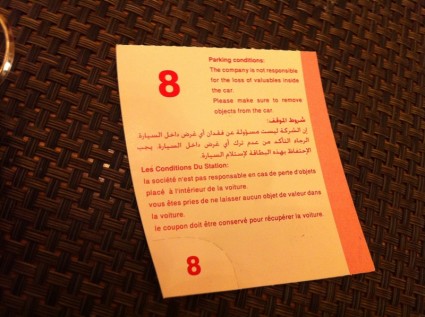 8
Parking conditions:
The company is not responsible
for the loss of valuables inside
the car.
Please make sure to remove
objects from the car.
شروط الموقف:
إن الشركة ليست مسؤولة عن فقدان أي غرض داخل السيارة
الرجاء التأكد من عدم ترك أي غرض داخل السيارة. يجب
الإحتفاظ بهذه البطاقة لإستلام السيارة.
Les Conditions Du Station:
la société n'est pas responsable en cas de perte d'objets
placé à l'intérieur de la voiture.
vous êtes pries de ne laisser aucun objet de valeur dans
la voiture.
le coupon doit être conservé pour récupérer la voiture.
8